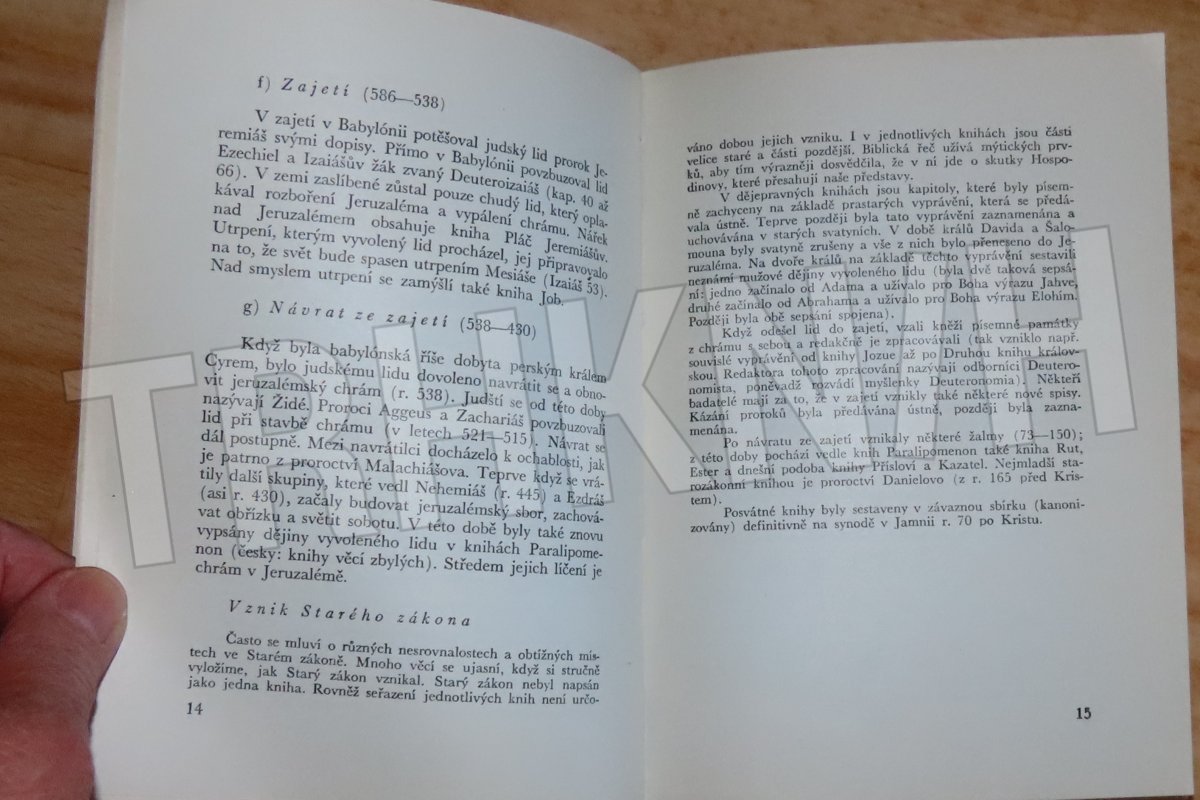 f) Zajetí (586—538)
V zajetí v Babylónii potěšoval judský lid prorok Je-
remiáš svými dopisy. Přímo v Babylónii povzbuzoval lid
Ezechiel a Izaiášův žák zvaný Deuteroizaiáš (kap. 40 až
66). V zemi zaslíbené zůstal pouze chudý lid, který opla-
kával rozboření Jeruzaléma a vypálení chrámu. Nářek
nad Jeruzalémem obsahuje kniha Pláč Jeremiášův.
Utrpení, kterým vyvolený lid procházel, jej připravovalo
na to, že svět bude spasen utrpením Mesiáše (Izaiáš 53).
Nad smyslem utrpení se zamýšlí také kniha Job.
g) Návrat ze zajetí (538—430)
Když byla babylónská říše dobyta perským králem
Cyrem, bylo judskému lidu dovoleno navrátit se a obno-
vit jeruzalémský chrám (r. 538). Judští se od této doby
nazývají Židé. Proroci Aggeus a Zachariáš povzbuzovali
lid při stavbě chrámu (v letech 521—515). Návrat se
dál postupně. Mezi navrátilci docházelo k ochablosti, jak
je patrno z proroctví Malachiášova. Teprve když se vrá-
tily další skupiny, které vedl Nehemiáš (r. 445) a Ezdráš
(asi r. 430), začaly budovat jeruzalémský sbor, zachová-
vat obřízku a světit sobotu. V této době byly také znovu
vypsány dějiny vyvoleného lidu v knihách Paralipome-
non (česky: knihy věcí zbylých). Středem jejich líčení je
chrám v Jeruzalémě.
Vznik Starého zákona
Často se mluví o různých nesrovnalostech a obtížných mís-
tech ve Starém zákoně. Mnoho věcí se ujasní, když si stručně
vyložíme, jak Starý zákon vznikal. Starý zákon nebyl napsán
jako jedna kniha. Rovněž seřazení jednotlivých knih není určo-
14
váno dobou jejich vzniku. I v jednotlivých knihách jsou části
velice staré a části pozdější. Biblická řeč užívá mýtických prv-
ků, aby tím výrazněji dosvědčila, že v ní jde o skutky Hospo-
dinovy, které přesahují naše představy.
V dějepravných knihách jsou kapitoly, které byly písem-
ně zachyceny na základě prastarých vyprávění, která se předá-
vala ústně. Teprve později byla tato vyprávění zaznamenána a
uchovávána v starých svatyních. V době králů Davida a Šalo-
mouna byly svatyně zrušeny a vše z nich bylo přeneseno do Je-
ruzaléma. Na dvoře králů na základě těchto vyprávění sestavili
neznámí mužové dějiny vyvoleného lidu (byla dvě taková sepsá-
ní: jedno začínalo od Adama a užívalo pro Boha výrazu Jahve,
druhé začínalo od Abrahama a užívalo pro Boha výrazu Elohím.
Později byla obě sepsání spojena).
Když odešel lid do zajetí, vzali kněží písemné památky
z chrámu s sebou a redakčně je zpracovávali (tak vzniklo např.
souvislé vyprávění od knihy Jozue až po Druhou knihu králov-
skou. Redaktora tohoto zpracování nazývají odborníci Deutero-
nomista, poněvadž rozvádí myšlenky Deuteronomia). Někteří
badatelé mají za to, že v zajetí vznikly také některé nové spisy.
Kázání proroků byla předávána ústně, později byla zazna-
menána.
Po návratu ze zajetí vznikaly některé žalmy (73—150);
z této doby pochází vedle knih Paralipomenon také kniha Rut,
Ester a dnešní podoba knihy Přísloví a Kazatel. Nejmladší sta-
rozákonní knihou je proroctví Danielovo (z r. 165 před Kris-
tem).
Posvátné knihy byly sestaveny v závaznou sbírku (kanoni-
zovány) definitivně na synodě v Jamnii r. 70 po Kristu.
15